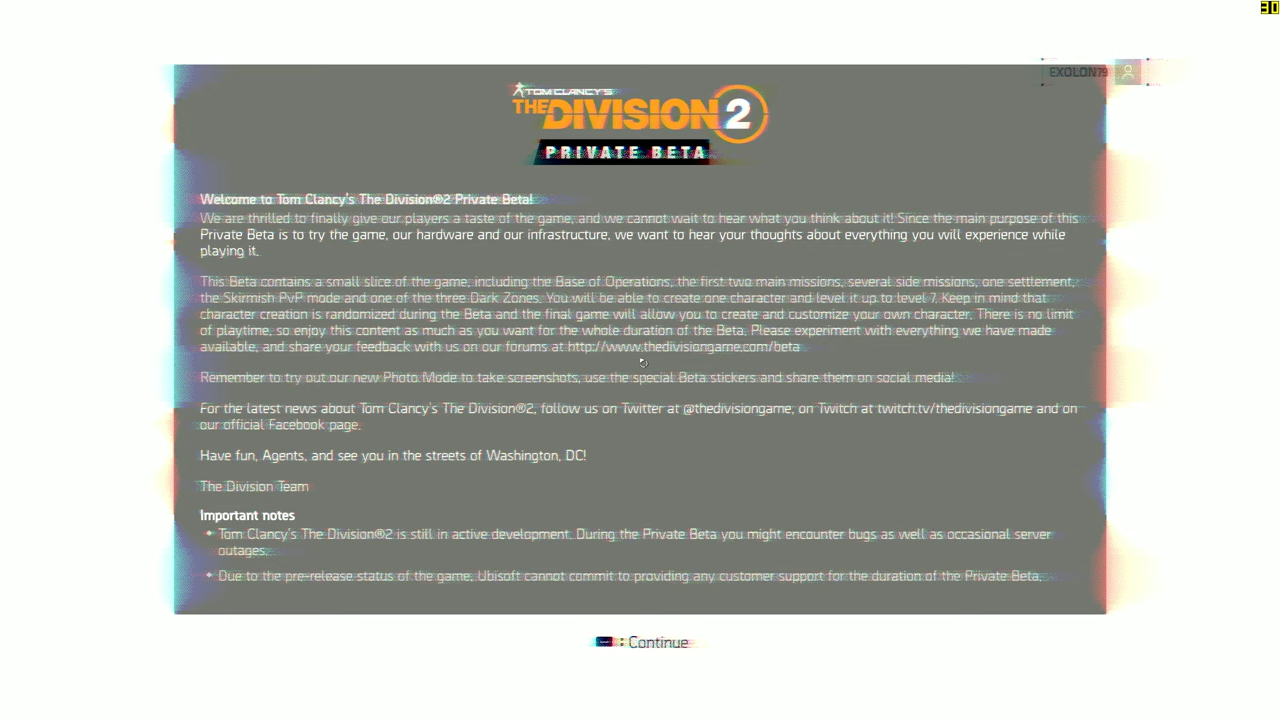 30
EXOLON79
TOM CLANCY'S
THE DIVISION 2
PRIVATE BETA
Welcome to Tom Clancy's The Division®2 Private Beta!
We are thrilled to finally give our players a taste of the game, and we cannot wait to hear what you think about it! Since the main purpose of this
Private Beta is to try the game, our hardware and our infrastructure, we want to hear your thoughts about everything you will experience while
playing it.
This Beta contains a small slice of the game, including the Base of Operations, the first two main missions, several side missions, one settlement,
the Skirmish PvP mode and one of the three Dark Zones. You will be able to create one character and level it up to level 7. Keep in mind that
character creation is randomized during the Beta and the final game will allow you to create and customize your own character. There is no limit
of playtime, so enjoy this content as much as you want for the whole duration of the Beta. Please experiment with everything we have made
available, and share your feedback with us on our forums at http://www.thedivisiongame.com/beta
Remember to try out our new Photo Mode to take screenshots, use the special Beta stickers and share them on social media!
For the latest news about Tom Clancy's The Division®2, follow us on Twitter at @thedivisiongame, on Twitch at twitch.tv/thedivisiongame and on
our official Facebook page.
Have fun, Agents, and see you in the streets of Washington, DC!
The Division Team
Important notes
Tom Clancy's The Division®2 is still in active development. During the Private Beta you might encounter bugs as well as occasional server
outages.
Due to the pre-release status of the game, Ubisoft cannot commit to providing any customer support for the duration of the Private Beta.
: Continue